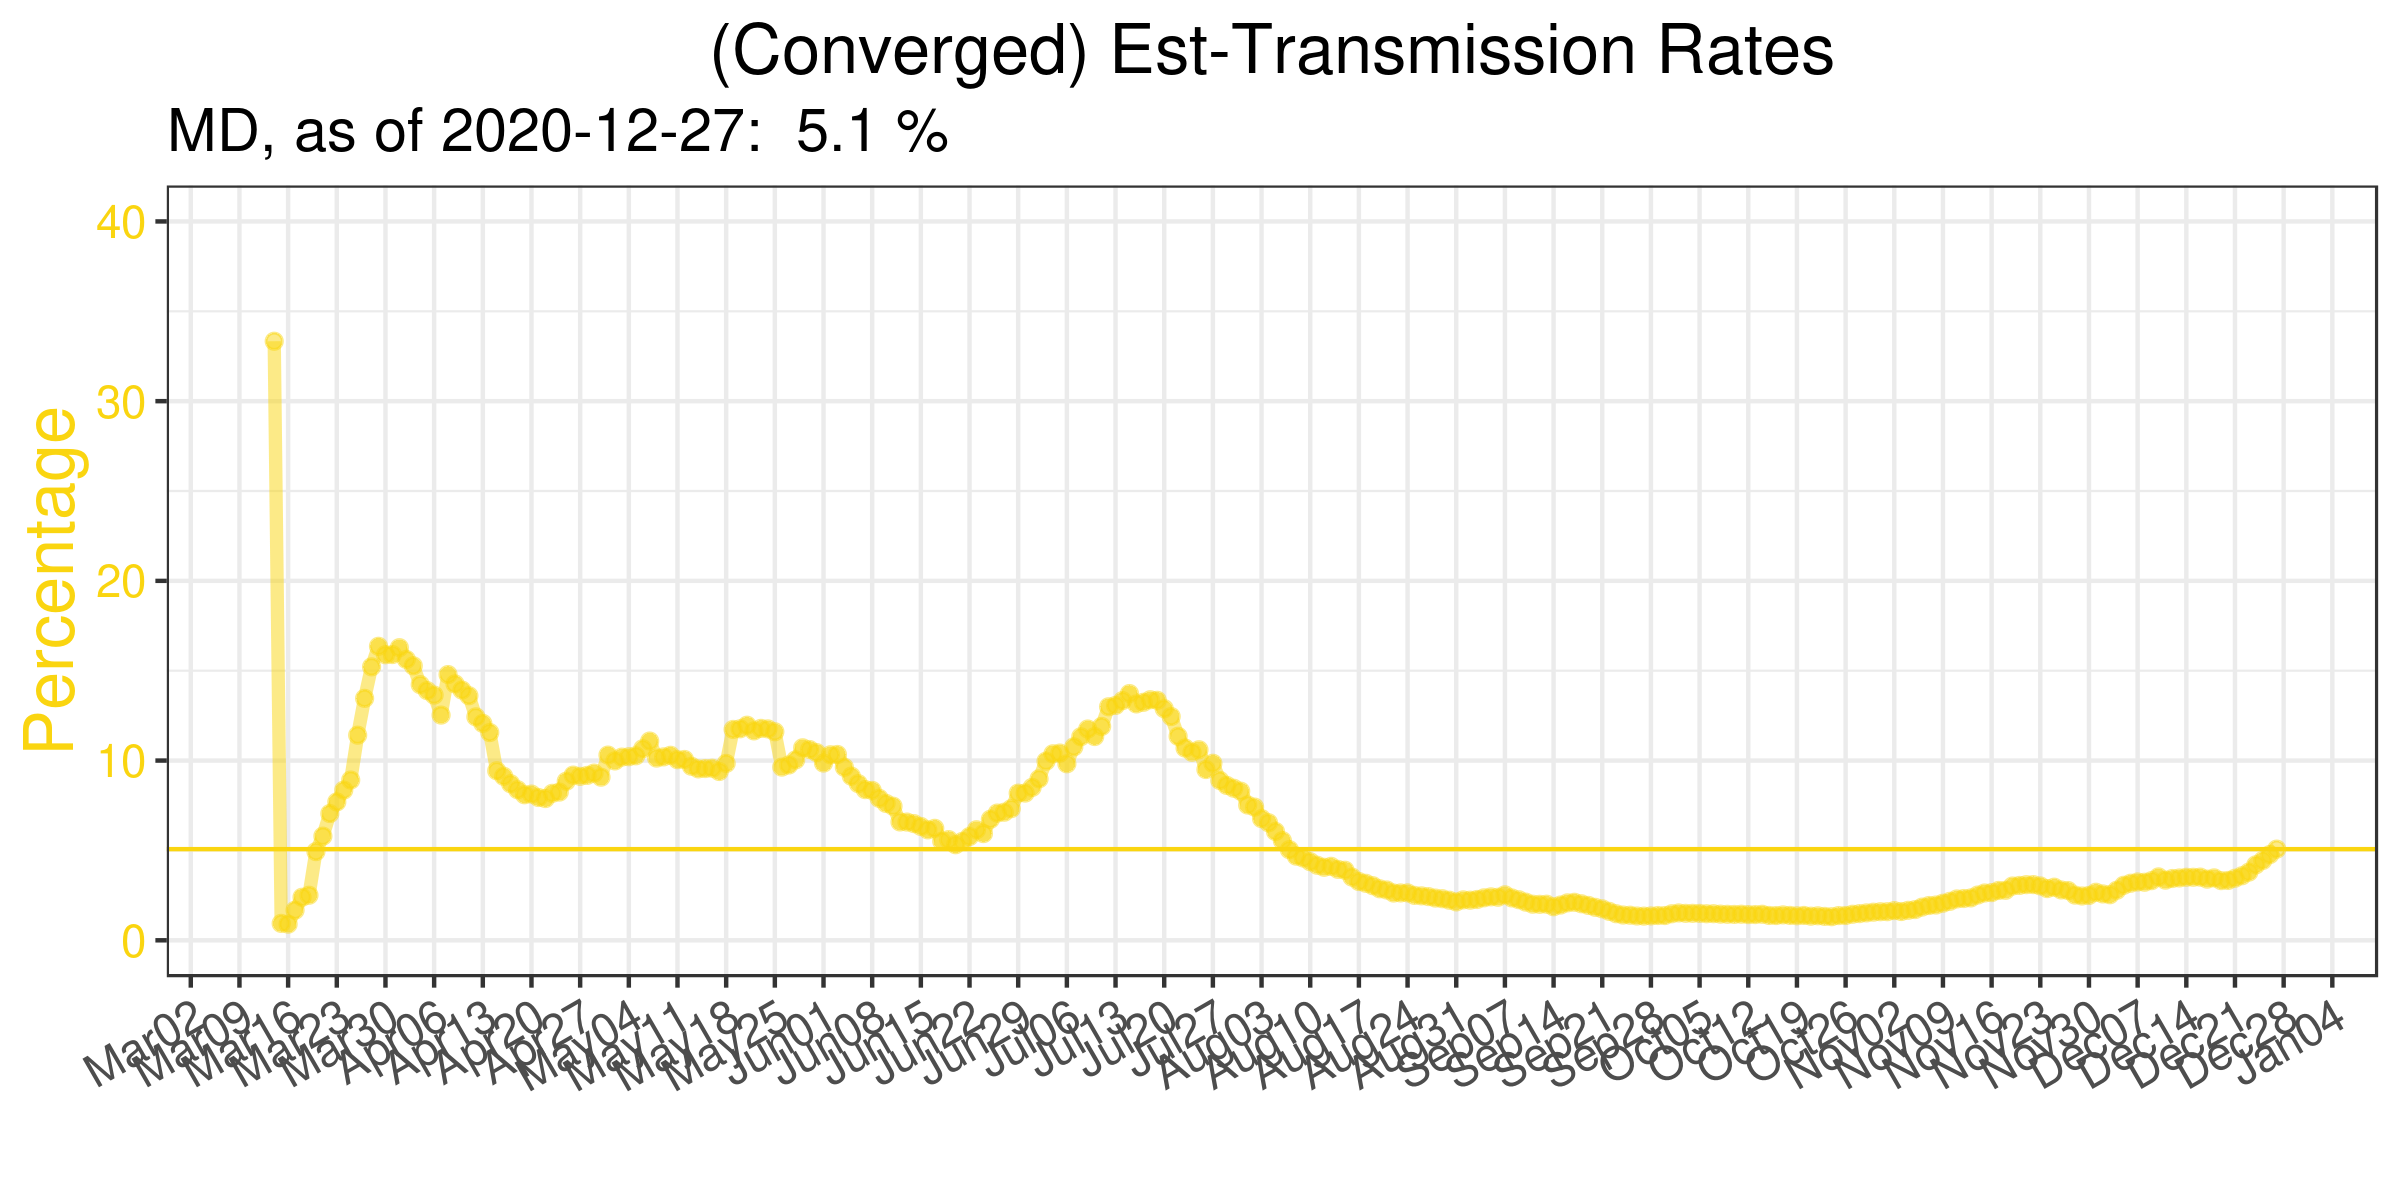 (Converged) Est-Transmission Rates
MD, as of 2020-12-27:  5.1 %
Percentage
40
30
20
10
0
Mar02
Mar09
Mar16
Mar23
Mar30
Apr06
Apr13
Apr20
Apr27
May04
May11
May18
May25
Jun01
Jun08
Jun15
Jun22
Jun29
Jul06
Jul13
Jul20
Jul27
Aug03
Aug10
Aug17
Aug24
Aug31
Sep07
Sep14
Sep21
Sep28
Oct05
Oct12
Oct19
Oct26
Nov02
Nov09
Nov16
Nov23
Nov30
Dec07
Dec14
Dec21
Dec28
Jan04